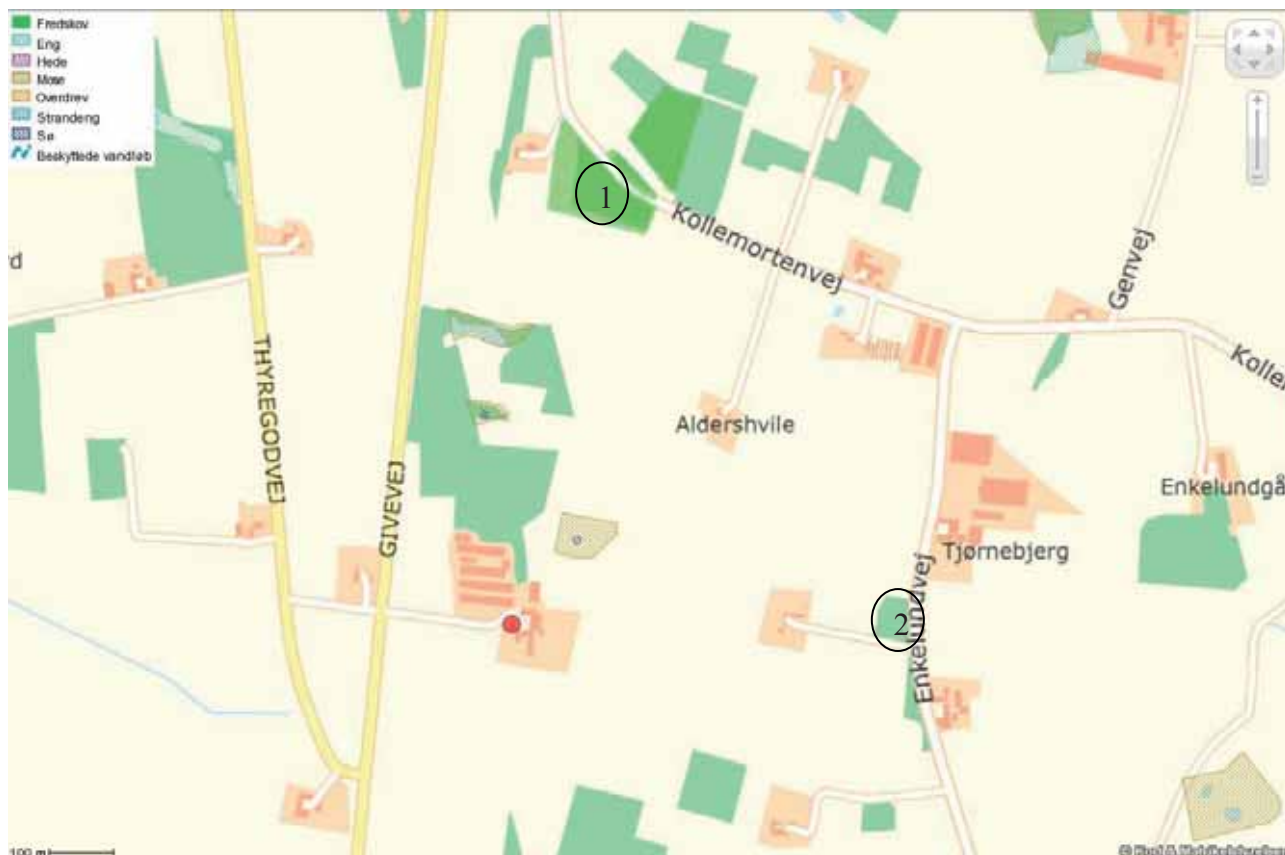 Fredskov
Eng
Hede
Mose
Overdrev
Strandeng
Sø
Beskyttede vandløb
1
Kollemortenvej
Genvej
THYREGODVEJ
GIVEVEJ
Aldershvile
Enkelundgå
Tjørnebjerg
Enkelundvej
2
100 m